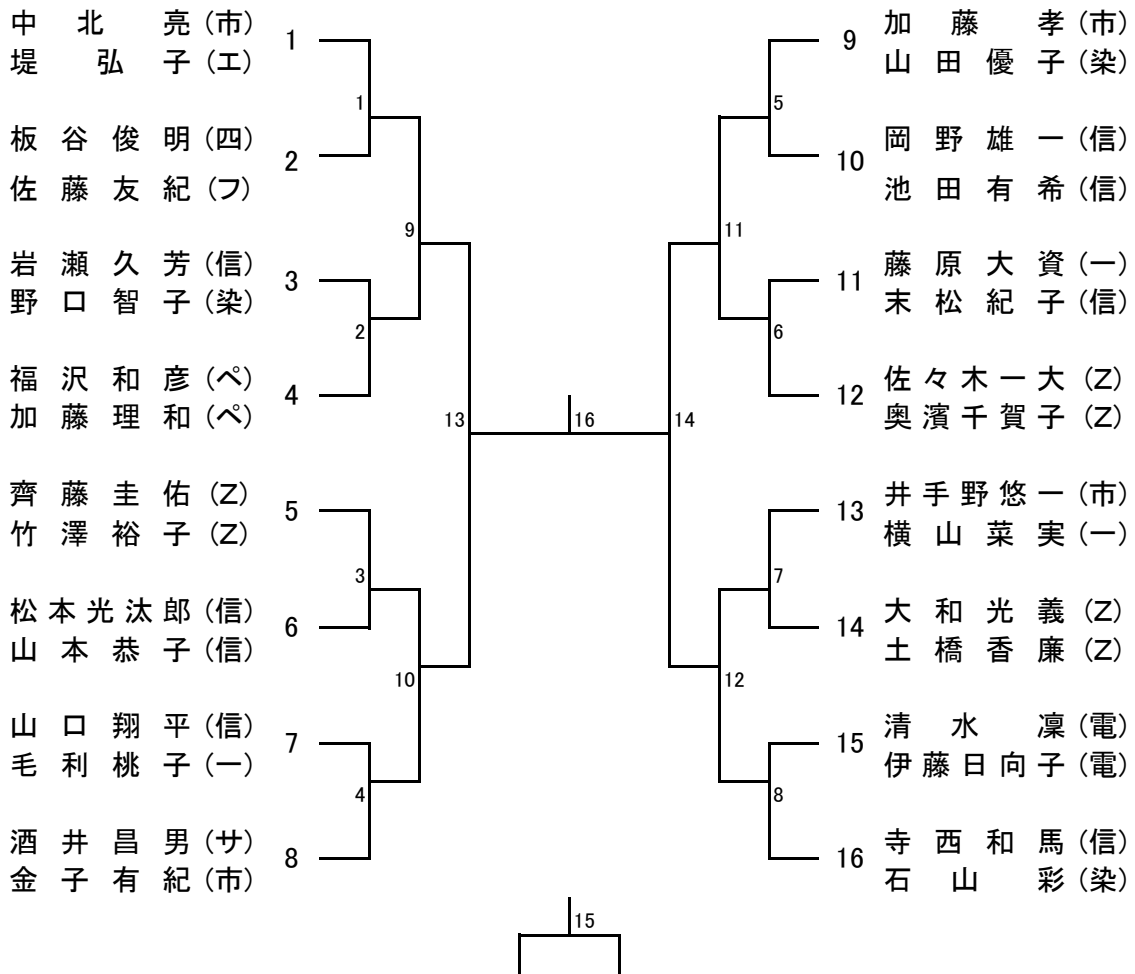 中北亮(市)
堤弘子(エ)
1
板谷俊明(四)
佐藤友紀(フ)
2
岩瀬久芳(信)
野口智子(染)
3
福沢和彦(ペ)
加藤理和(ペ)
4
齊藤圭佑(Z)
竹澤裕子(Z)
5
松本光汰郎(信)
山本恭子(信)
6
山口翔平(信)
毛利桃子(一)
7
酒井昌男(サ)
金子有紀(市)
8
1
2
3
4
9
10
13
16
14
11
12
5
6
7
8
15
9
加藤孝(市)
山田優子(染)
10
岡野雄一(信)
池田有希(信)
11
藤原大資(一)
末松紀子(信)
12
佐々木一大(Z)
奥濱千賀子(Z)
13
井手野悠一(市)
横山菜実(一)
14
大和光義(Z)
土橋香廉(Z)
15
清水凜(電)
伊藤日向子(電)
16
寺西和馬(信)
石山彩(染)